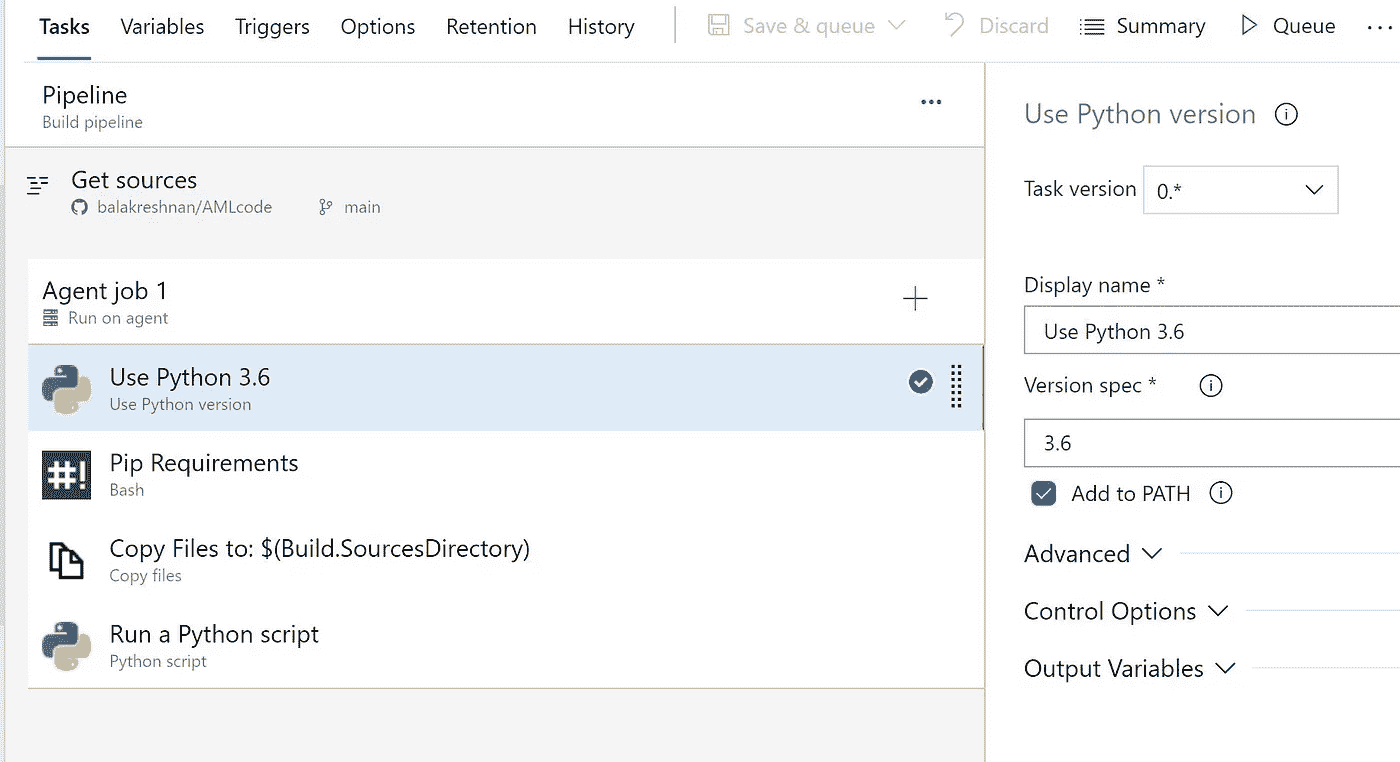 Tasks Variables Triggers Options Retention History Save & queue Discard Summary Queue ...
Pipeline
Build pipeline
Get sources
balakreshnan/AMLcode main
Agent job 1
Run on agent
Use Python 3.6
Use Python version
#!
Pip Requirements
Bash
Copy Files to: $(Build.SourcesDirectory)
Copy files
Run a Python script
Python script
Use Python version
Task version 0.*
Display name *
Use Python 3.6
Version spec *
3.6
Add to PATH
Advanced
Control Options
Output Variables